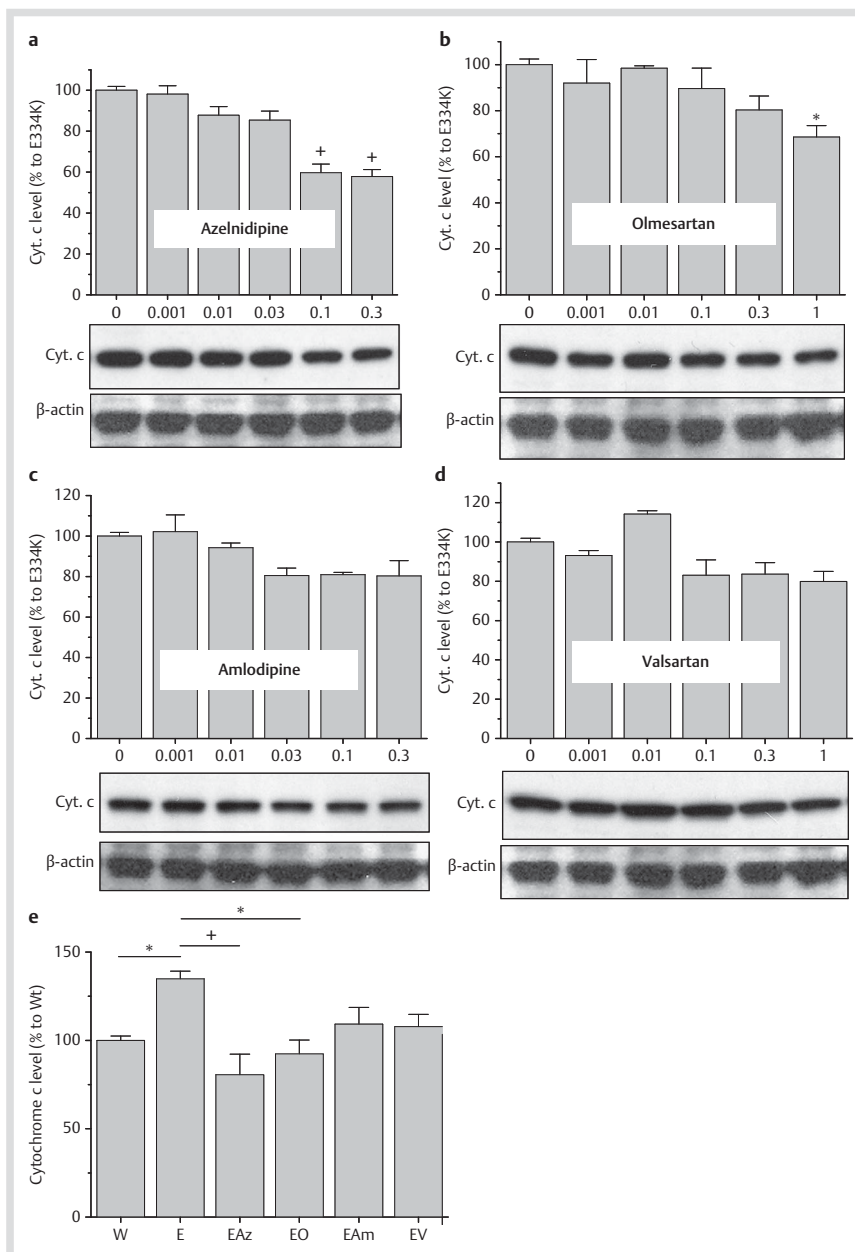 a
Cyt. c level (% to E334K)
100
80
60
40
20
0
+ +
Azelnidipine
0 0.001 0.01 0.03 0.1 0.3
Cyt. c
β-actin
b
Cyt. c level (% to E334K)
100
80
60
40
20
0
*
Olmesartan
0 0.001 0.01 0.1 0.3 1
Cyt. c
β-actin
c
Cyt. c level (% to E334K)
120
100
80
60
40
20
0
Amlodipine
0 0.001 0.01 0.03 0.1 0.3
Cyt. c
β-actin
d
Cyt. c level (% to E334K)
120
100
80
60
40
20
0
Valsartan
0 0.001 0.01 0.1 0.3 1
Cyt. c
β-actin
e
Cytochrome c level (% to Wt)
150
100
50
0
*
* +
W E EAz EO EAm EV